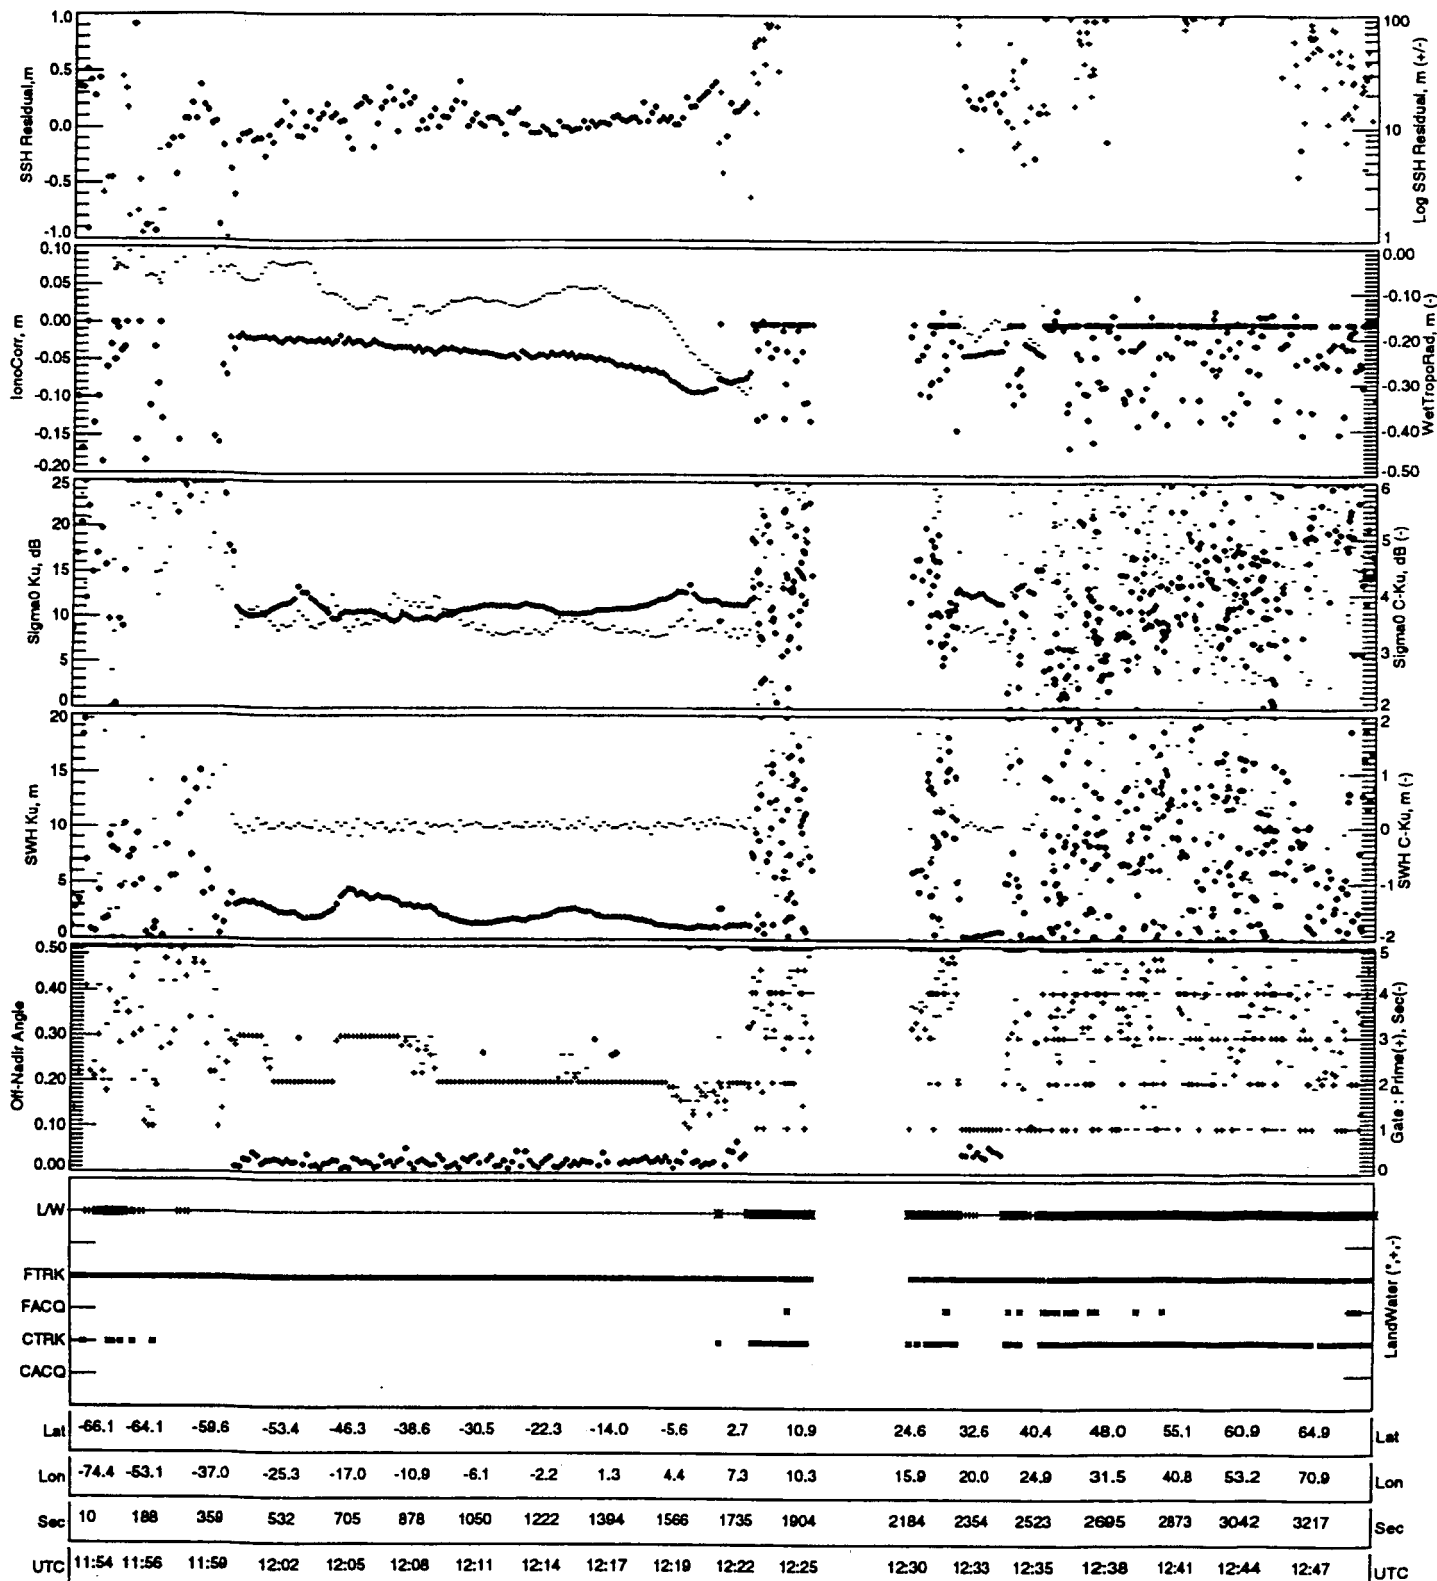 1.0
0.5
0.0
-0.5
-1.0
SSH Residual,m
100
10
1
Log SSH Residual, m (+/-)
0.10
0.05
0.00
-0.05
-0.10
-0.15
-0.20
IonoCorr, m
0.00
-0.10
-0.20
-0.30
-0.40
-0.50
WetTropoRad, m (-)
25
20
15
10
5
0
Sigma0 Ku, dB
6
5
4
3
2
Sigma0 C-Ku, dB (-)
20
15
10
5
0
SWH Ku, m
2
1
0
-1
-2
SWH C-Ku, m (-)
0.50
0.40
0.30
0.20
0.10
0.00
Off-Nadir Angle
5
4
3
2
1
0
Gate : Prime(+), Sec(-)
L/W
FTRK
FACQ
CTRK
CACQ
LandWater (*,+,-)
Lat -66.1 -64.1 -59.6 -53.4 -46.3 -38.6 -30.5 -22.3 -14.0 -5.6 2.7 10.9 24.6 32.6 40.4 48.0 55.1 60.9 64.9 Lat
Lon -74.4 -53.1 -37.0 -25.3 -17.0 -10.9 -6.1 -2.2 1.3 4.4 7.3 10.3 15.9 20.0 24.9 31.5 40.8 53.2 70.9 Lon
Sec 10 188 359 532 705 878 1050 1222 1394 1566 1735 1904 2184 2354 2523 2695 2873 3042 3217 Sec
UTC 11:54 11:56 11:59 12:02 12:05 12:08 12:11 12:14 12:17 12:19 12:22 12:25 12:30 12:33 12:35 12:38 12:41 12:44 12:47 UTC